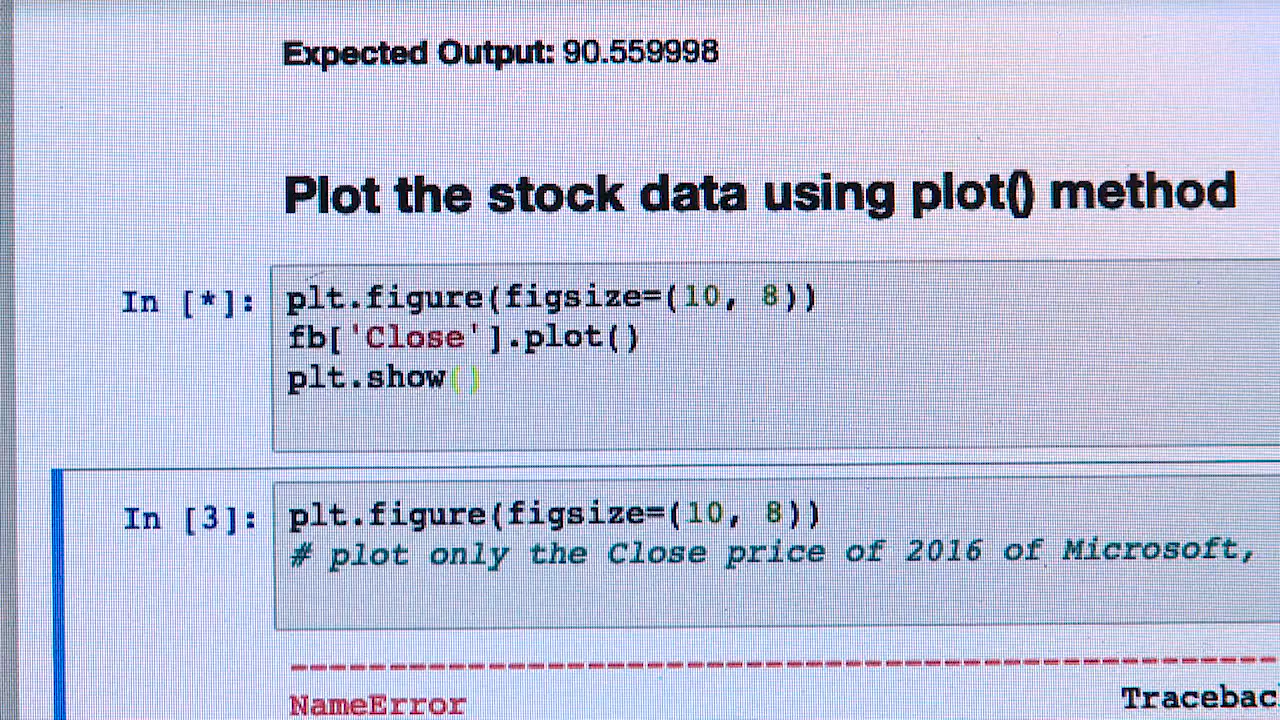 Expected Output: 90.559998
Plot the stock data using plot() method
In [*]: plt.figure(figsize=(10, 8))
fb['Close'].plot()
plt.show()
In [3]: plt.figure(figsize=(10, 8))
# plot only the Close price of 2016 of Microsoft,
NameError Tracebac